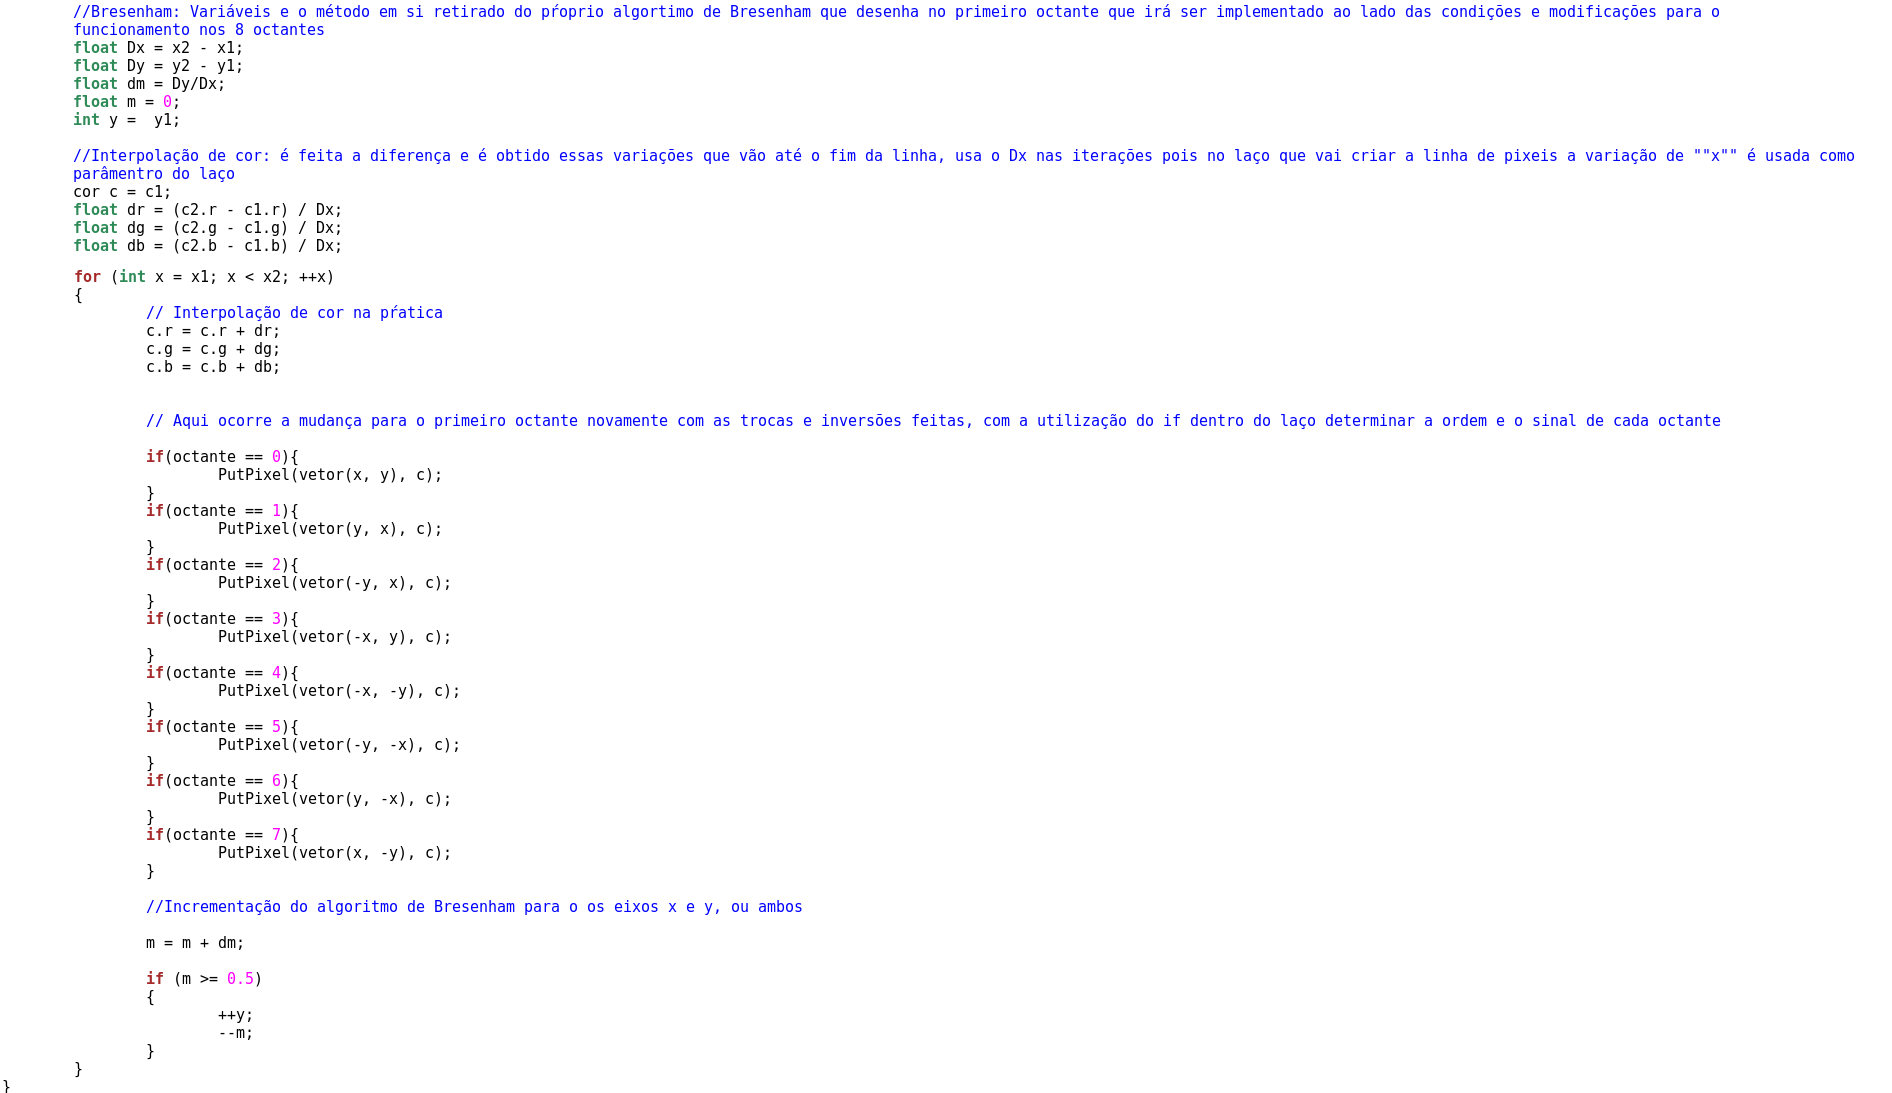 //Bresenham: Variáveis e o método em si retirado do pŕoprio algortimo de Bresenham que desenha no primeiro octante que irá ser implementado ao lado das condições e modificações para o
funcionamento nos 8 octantes
float Dx = x2 - x1;
float Dy = y2 - y1;
float dm = Dy/Dx;
float m = 0;
int y =  y1;
//Interpolação de cor: é feita a diferença e é obtido essas variações que vão até o fim da linha, usa o Dx nas iterações pois no laço que vai criar a linha de pixeis a variação de ""x"" é usada como
parâmentro do laço
cor c = c1;
float dr = (c2.r - c1.r) / Dx;
float dg = (c2.g - c1.g) / Dx;
float db = (c2.b - c1.b) / Dx;
for (int x = x1; x < x2; ++x)
{
// Interpolação de cor na pŕatica
c.r = c.r + dr;
c.g = c.g + dg;
c.b = c.b + db;
// Aqui ocorre a mudança para o primeiro octante novamente com as trocas e inversões feitas, com a utilização do if dentro do laço determinar a ordem e o sinal de cada octante
if(octante == 0){
PutPixel(vetor(x, y), c);
}
if(octante == 1){
PutPixel(vetor(y, x), c);
}
if(octante == 2){
PutPixel(vetor(-y, x), c);
}
if(octante == 3){
PutPixel(vetor(-x, y), c);
}
if(octante == 4){
PutPixel(vetor(-x, -y), c);
}
if(octante == 5){
PutPixel(vetor(-y, -x), c);
}
if(octante == 6){
PutPixel(vetor(y, -x), c);
}
if(octante == 7){
PutPixel(vetor(x, -y), c);
}
//Incrementação do algoritmo de Bresenham para o os eixos x e y, ou ambos
m = m + dm;
if (m >= 0.5)
{
++y;
--m;
}
}
}